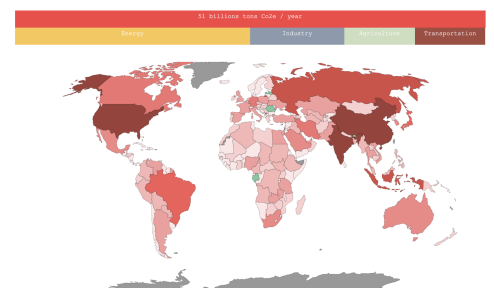 51 billions tons Co2e / year
Energy
Industry
Agriculture
Transportation